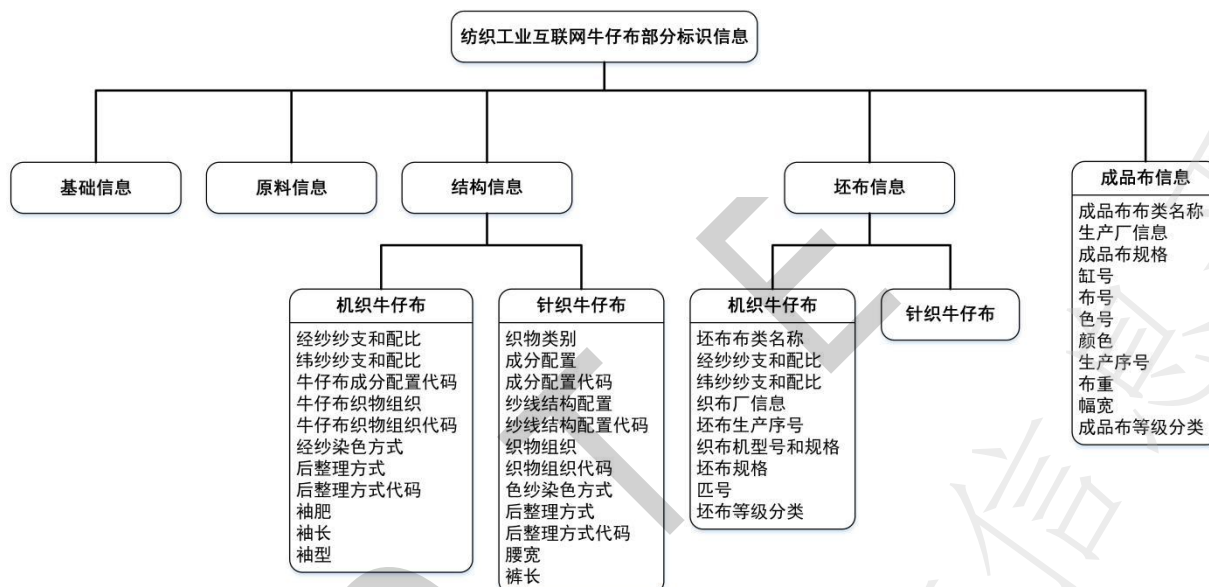 纺织工业互联网牛仔布部分标识信息
基础信息
原料信息
结构信息
坯布信息
成品布信息
成品布布类名称
生产厂信息
成品布规格
缸号
布号
色号
颜色
生产序号
布重
幅宽
成品布等级分类
机织牛仔布
经纱纱支和配比
纬纱纱支和配比
牛仔布成分配置代码
牛仔布织物组织
牛仔布织物组织代码
经纱染色方式
后整理方式
后整理方式代码
袖肥
袖长
袖型
针织牛仔布
织物类别
成分配置
成分配置代码
纱线结构配置
纱线结构配置代码
织物组织
织物组织代码
色纱染色方式
后整理方式
后整理方式代码
腰宽
裤长
机织牛仔布
坯布布类名称
经纱纱支和配比
纬纱纱支和配比
织布厂信息
坯布生产序号
织布机型号和规格
坯布规格
匹号
坯布等级分类
针织牛仔布
T E
信息